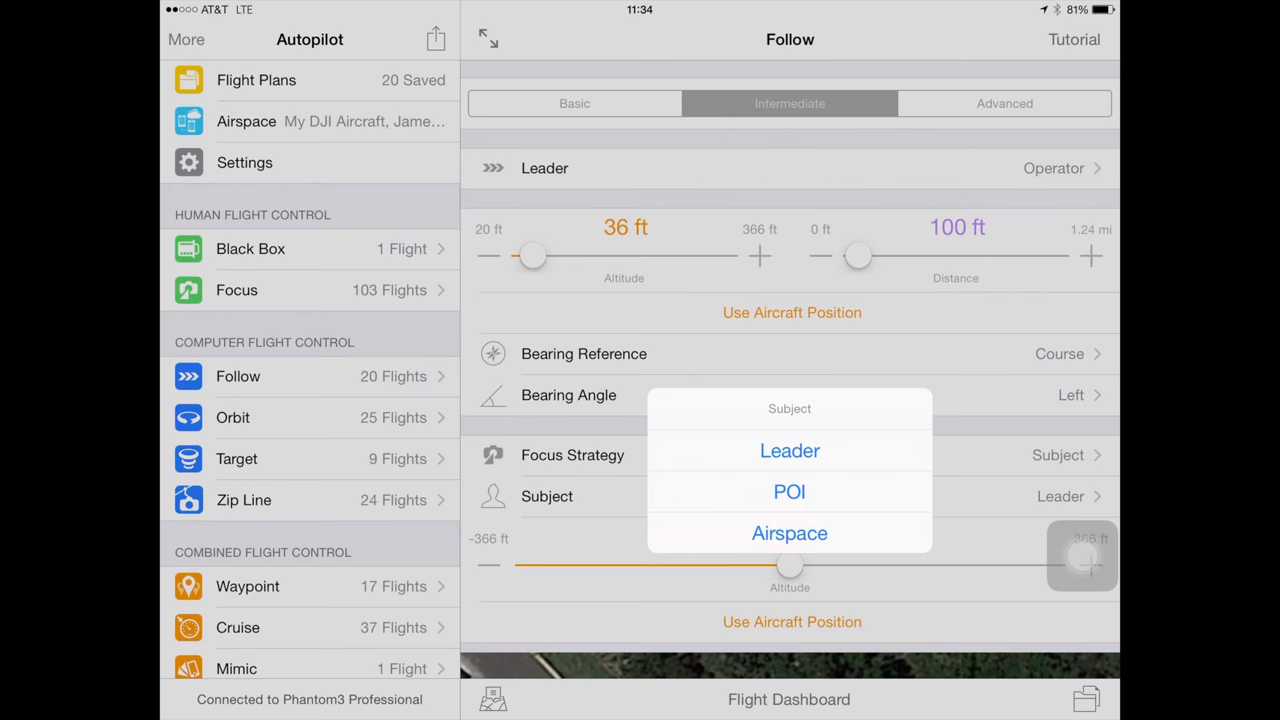 AT&T LTE 11:34 81%
More Autopilot Follow Tutorial
Flight Plans 20 Saved
Airspace My DJI Aircraft, Jame…
Settings
HUMAN FLIGHT CONTROL
Black Box 1 Flight
Focus 103 Flights
COMPUTER FLIGHT CONTROL
Follow 20 Flights
Orbit 25 Flights
Target 9 Flights
Zip Line 24 Flights
COMBINED FLIGHT CONTROL
Waypoint 17 Flights
Cruise 37 Flights
Mimic 1 Flight
Connected to Phantom3 Professional
Basic Intermediate Advanced
Leader Operator
20 ft 36 ft 366 ft 0 ft 100 ft 1.24 mi
Altitude Distance
Use Aircraft Position
Bearing Reference Course
Bearing Angle Left
Focus Strategy Subject
Subject Leader
Subject
Leader
POI
Airspace
-366 ft 366 ft
Altitude
Use Aircraft Position
Flight Dashboard